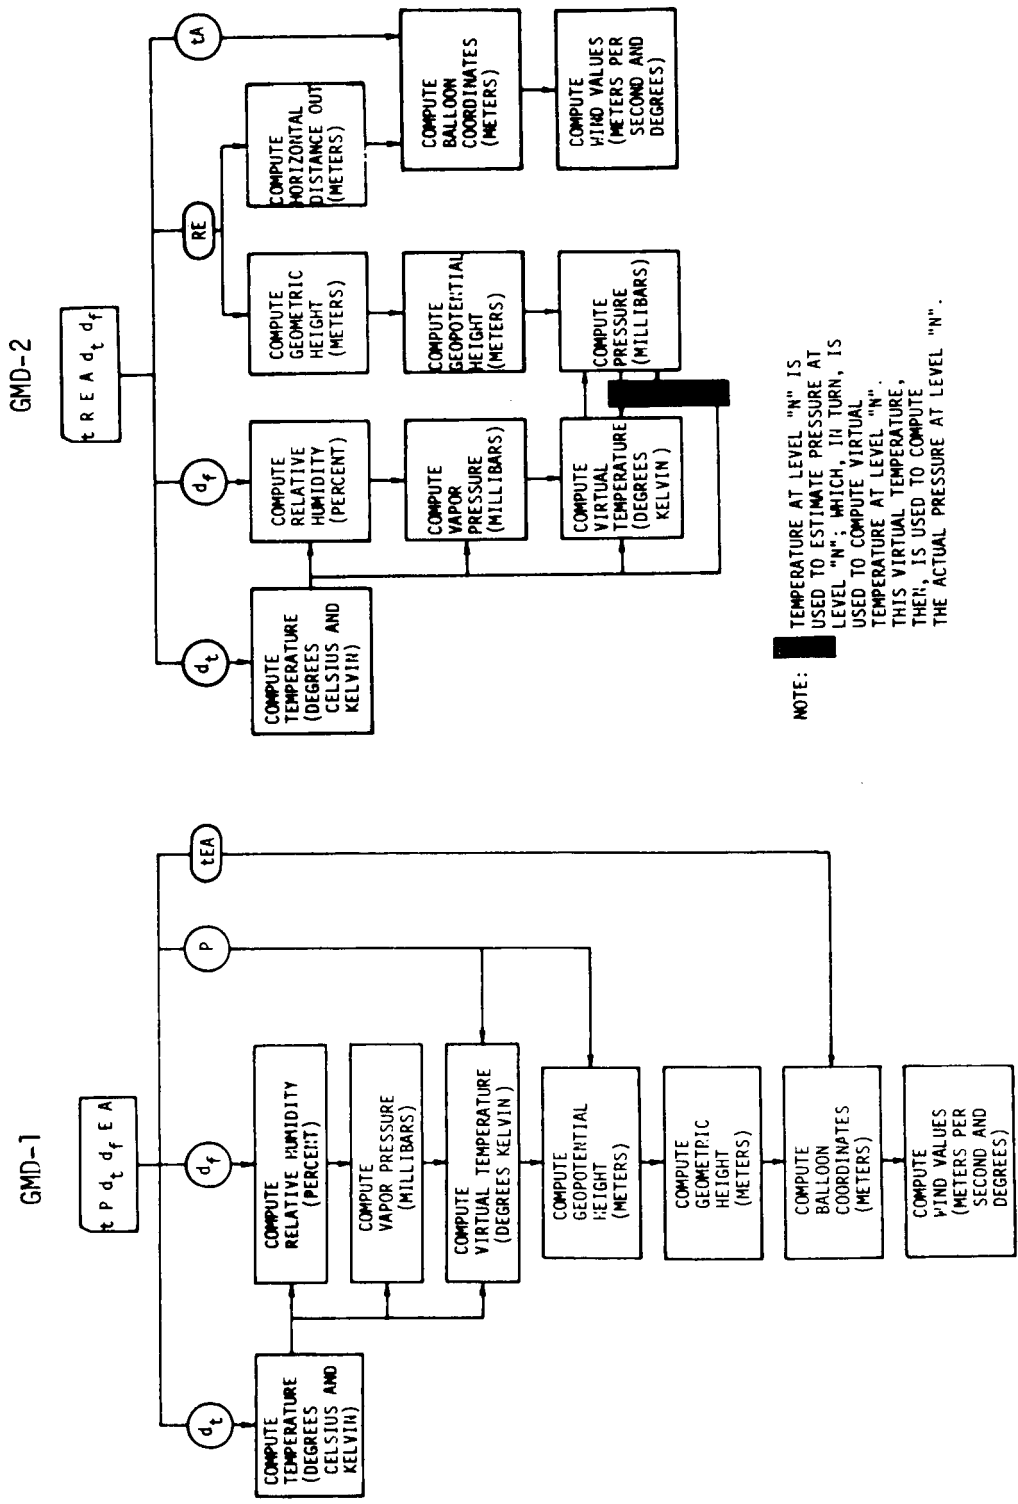 GMD-1
t P d_t d_f E A
d_t
d_f
P
tEA
COMPUTE
TEMPERATURE
(DEGREES
CELSIUS AND
KELVIN)
COMPUTE
RELATIVE HUMIDITY
(PERCENT)
COMPUTE
VAPOR PRESSURE
(MILLIBARS)
COMPUTE
VIRTUAL TEMPERATURE
(DEGREES KELVIN)
COMPUTE
GEOPOTENTIAL
HEIGHT
(METERS)
COMPUTE
GEOMETRIC
HEIGHT
(METERS)
COMPUTE
BALLOON
COORDINATES
(METERS)
COMPUTE
WIND VALUES
(METERS PER
SECOND AND
DEGREES)
GMD-2
t R E A d_t d_f
d_t
d_f
RE
tA
COMPUTE
TEMPERATURE
(DEGREES
CELSIUS AND
KELVIN)
COMPUTE
RELATIVE
HUMIDITY
(PERCENT)
COMPUTE
GEOMETRIC
HEIGHT
(METERS)
COMPUTE
HORIZONTAL
DISTANCE OUT
(METERS)
COMPUTE
VAPOR
PRESSURE
(MILLIBARS)
COMPUTE
GEOPOTENTIAL
HEIGHT
(METERS)
COMPUTE
BALLOON
COORDINATES
(METERS)
COMPUTE
VIRTUAL
TEMPERATURE
(DEGREES
KELVIN)
COMPUTE
PRESSURE
(MILLIBARS)
COMPUTE
WIND VALUES
(METERS PER
SECOND AND
DEGREES)
NOTE: TEMPERATURE AT LEVEL "N" IS
USED TO ESTIMATE PRESSURE AT
LEVEL "N"; WHICH, IN TURN, IS
USED TO COMPUTE VIRTUAL
TEMPERATURE AT LEVEL "N".
THIS VIRTUAL TEMPERATURE,
THEN, IS USED TO COMPUTE
THE ACTUAL PRESSURE AT LEVEL "N".